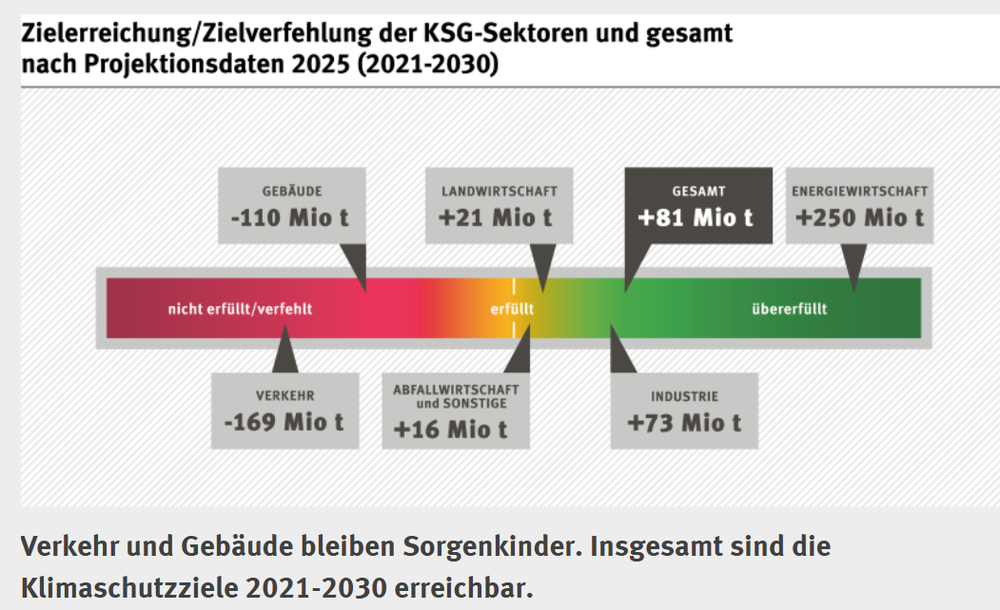 Zielerreichung/Zielverfehlung der KSG-Sektoren und gesamt
nach Projektionsdaten 2025 (2021-2030)
GEBÄUDE
-110 Mio t
LANDWIRTSCHAFT
+21 Mio t
GESAMT
+81 Mio t
ENERGIEWIRTSCHAFT
+250 Mio t
nicht erfüllt/verfehlt
erfüllt
übererfüllt
VERKEHR
-169 Mio t
ABFALLWIRTSCHAFT
und SONSTIGE
+16 Mio t
INDUSTRIE
+73 Mio t
Verkehr und Gebäude bleiben Sorgenkinder. Insgesamt sind die
Klimaschutzziele 2021-2030 erreichbar.